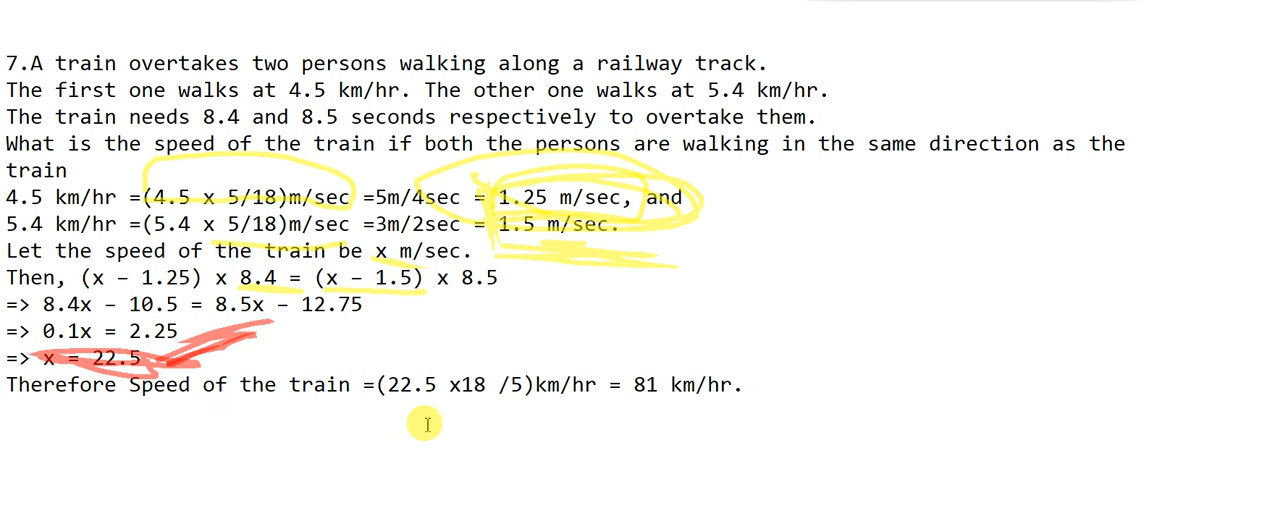 7.A train overtakes two persons walking along a railway track.
The first one walks at 4.5 km/hr. The other one walks at 5.4 km/hr.
The train needs 8.4 and 8.5 seconds respectively to overtake them.
What is the speed of the train if both the persons are walking in the same direction as the
train
4.5 km/hr =(4.5 x 5/18)m/sec =5m/4sec = 1.25 m/sec, and
5.4 km/hr =(5.4 x 5/18)m/sec =3m/2sec = 1.5 m/sec.
Let the speed of the train be x m/sec.
Then, (x - 1.25) x 8.4 = (x - 1.5) x 8.5
=> 8.4x - 10.5 = 8.5x - 12.75
=> 0.1x = 2.25
=> x = 22.5
Therefore Speed of the train =(22.5 x18 /5)km/hr = 81 km/hr.